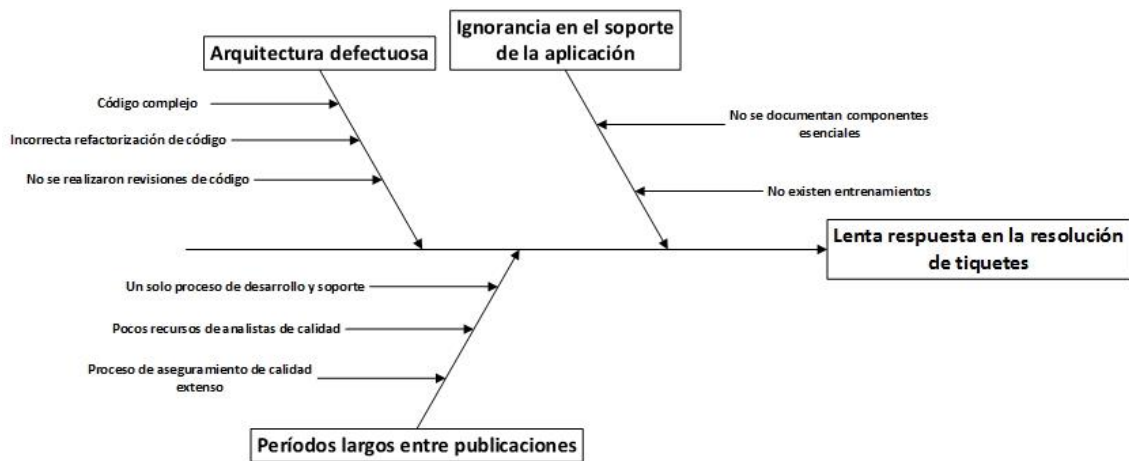 Arquitectura defectuosa
Ignorancia en el soporte
de la aplicación
Código complejo
Incorrecta refactorización de código
No se realizaron revisiones de código
No se documentan componentes
esenciales
No existen entrenamientos
Lenta respuesta en la resolución
de tiquetes
Un solo proceso de desarrollo y soporte
Pocos recursos de analistas de calidad
Proceso de aseguramiento de calidad
extenso
Períodos largos entre publicaciones